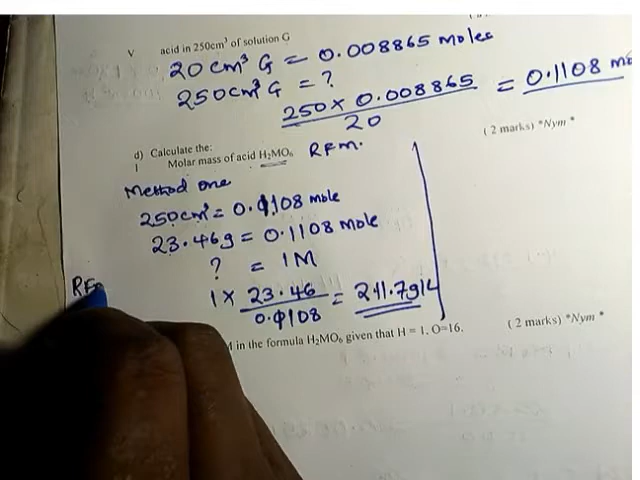 V acid in 250cm³ of solution G
20 cm³ G = 0.008865 moles
250cm³ G = ?
250 x 0.008865 = 0.1108 mo
20
( 2 marks) *Nym *
d) Calculate the:
I Molar mass of acid H₂MO₆ RFM.
Method one
250cm³ = 0.1108 mole
23.46g = 0.1108 mole
? = 1M
1 x 23.46 = 211.7914
0.1108
RF
M in the formula H₂MO₆ given that H = 1, O=16.
( 2 marks) *Nym *